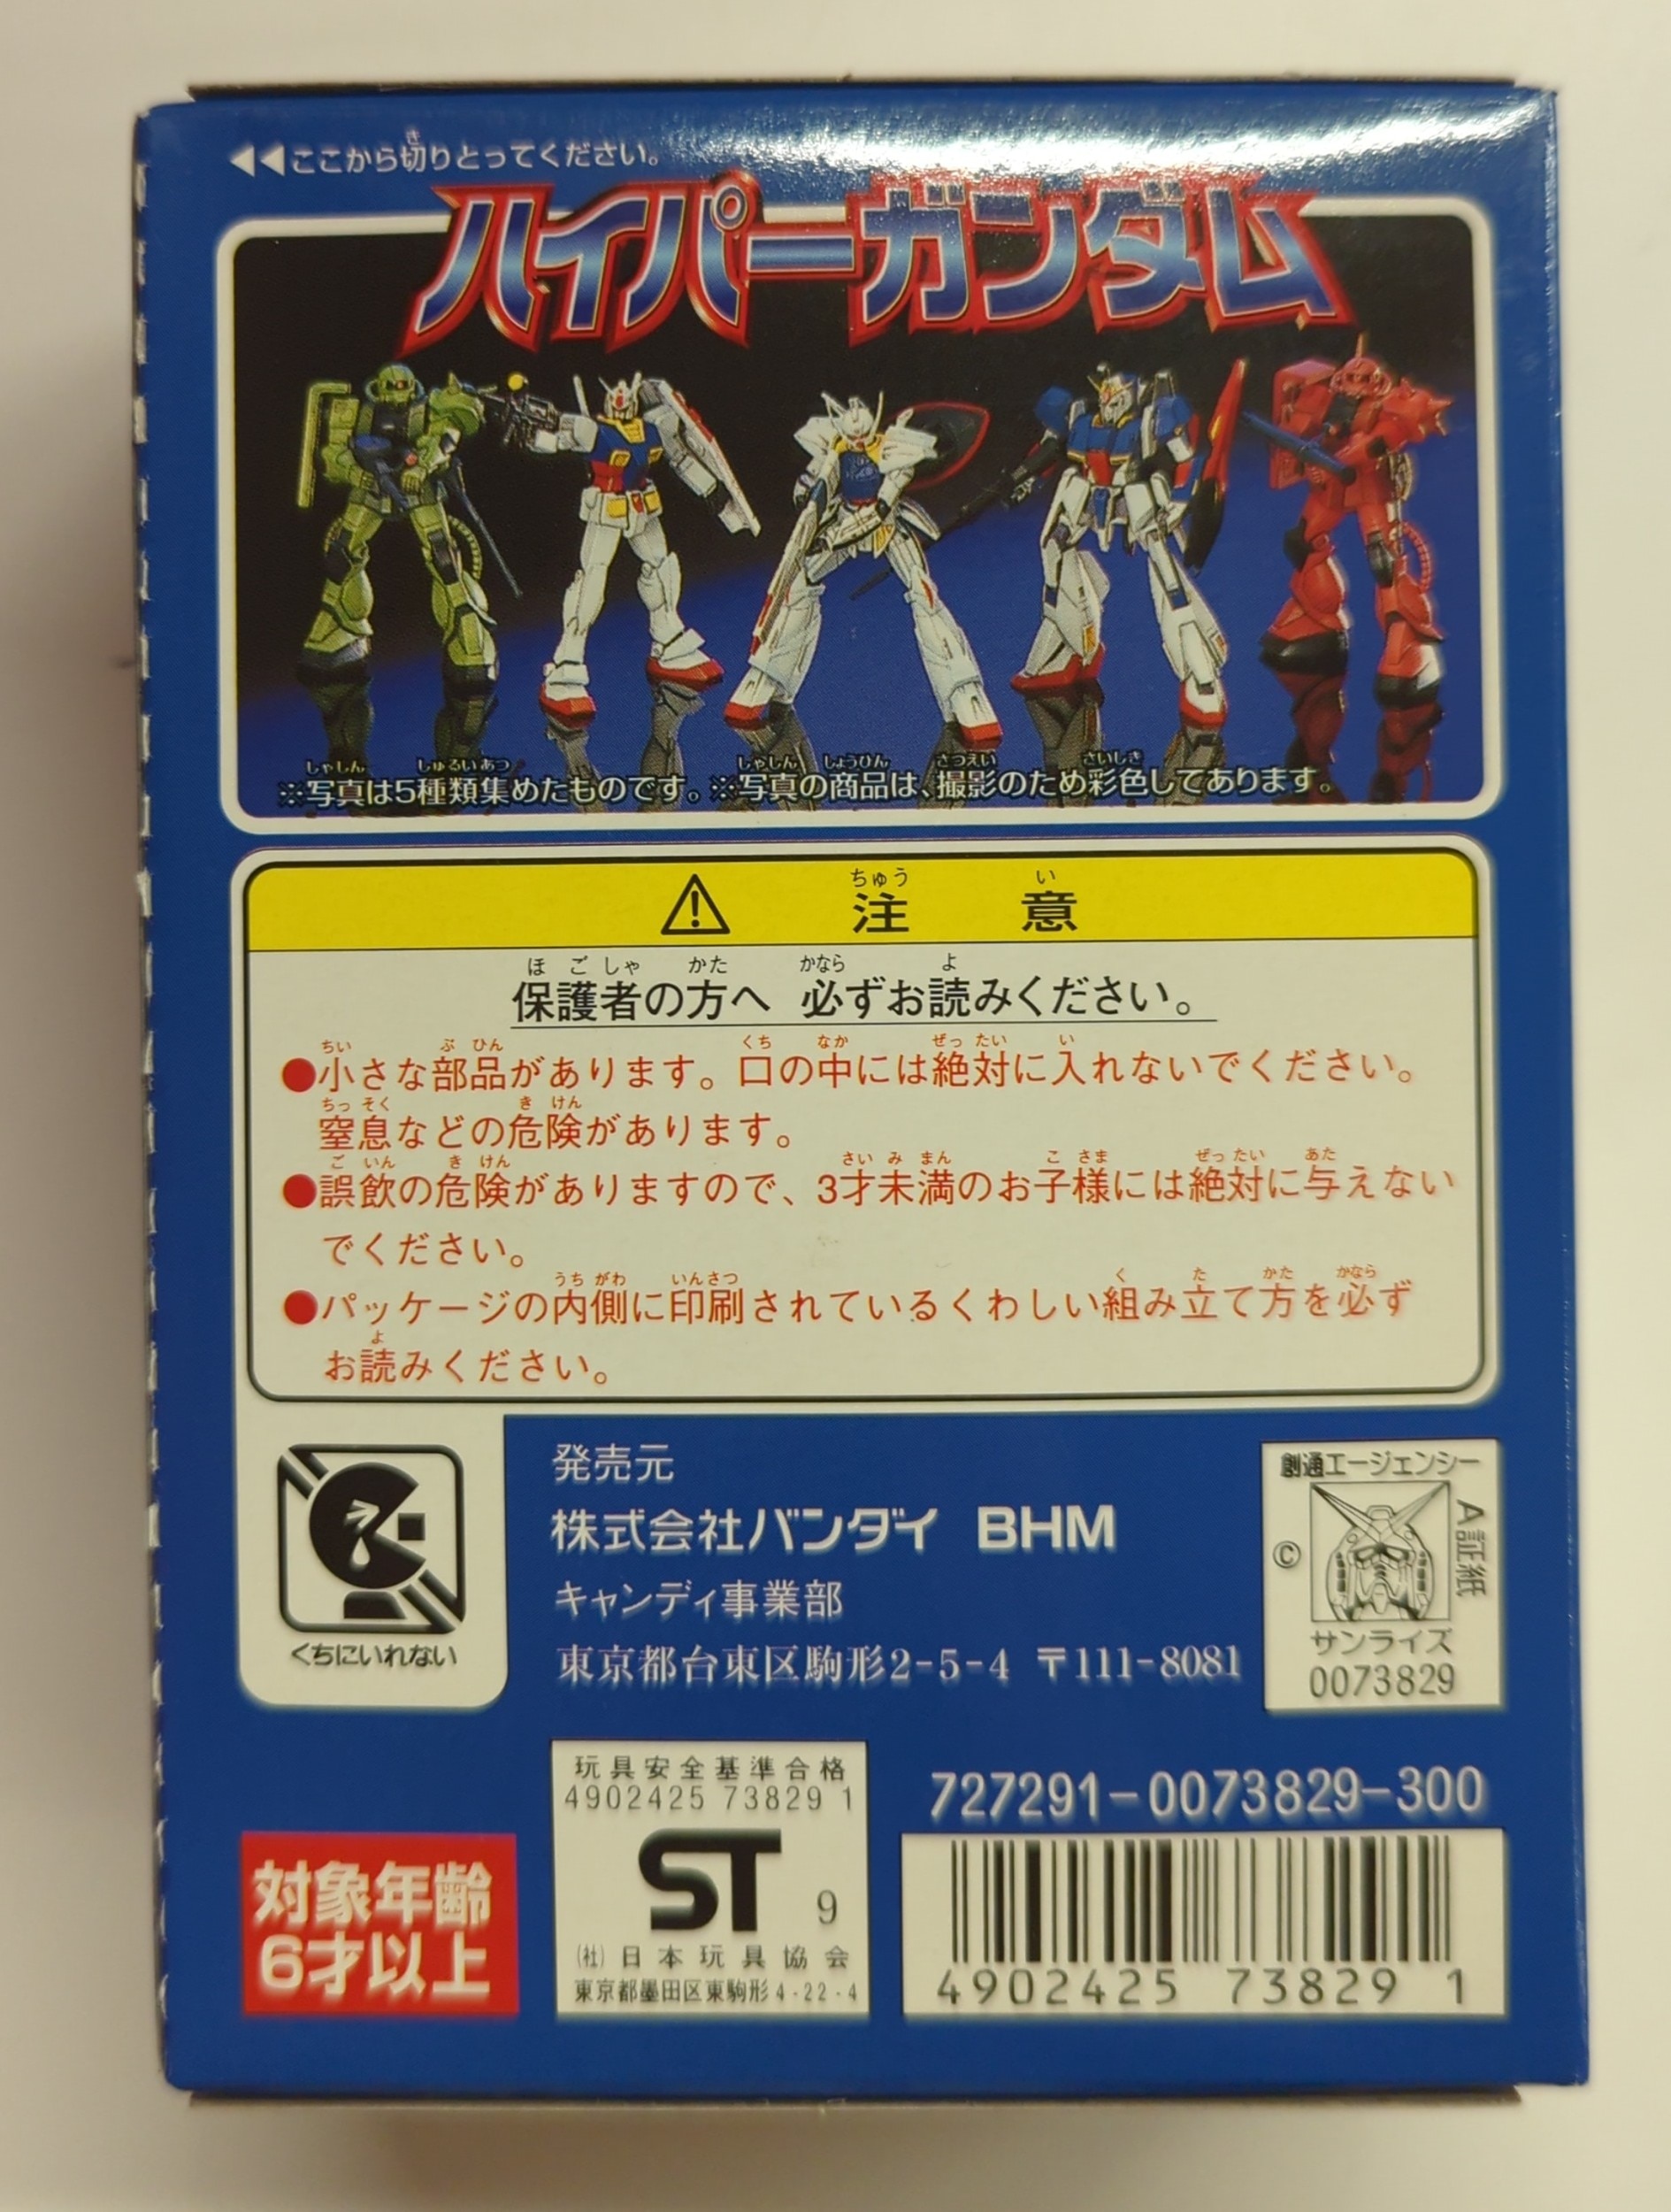 ◀◀ここから切りとってください。
ハイパーガンダム
※写真は5種類集めたものです。※写真の商品は、撮影のため彩色してあります。
注意
保護者の方へ 必ずお読みください。
●小さな部品があります。口の中には絶対に入れないでください。
窒息などの危険があります。
●誤飲の危険がありますので、3才未満のお子様には絶対に与えない
でください。
●パッケージの内側に印刷されているくわしい組み立て方を必ず
お読みください。
くちにいれない
発売元
株式会社バンダイ BHM
キャンディ事業部
東京都台東区駒形2-5-4 〒111-8081
創通エージェンシー
©
A証紙
サンライズ
0073829
対象年齢
6才以上
玩具安全基準合格
4902425 73829 1
ST 9
(社)日本玩具協会
東京都墨田区東駒形4-22-4
727291-0073829-300
4902425 73829 1